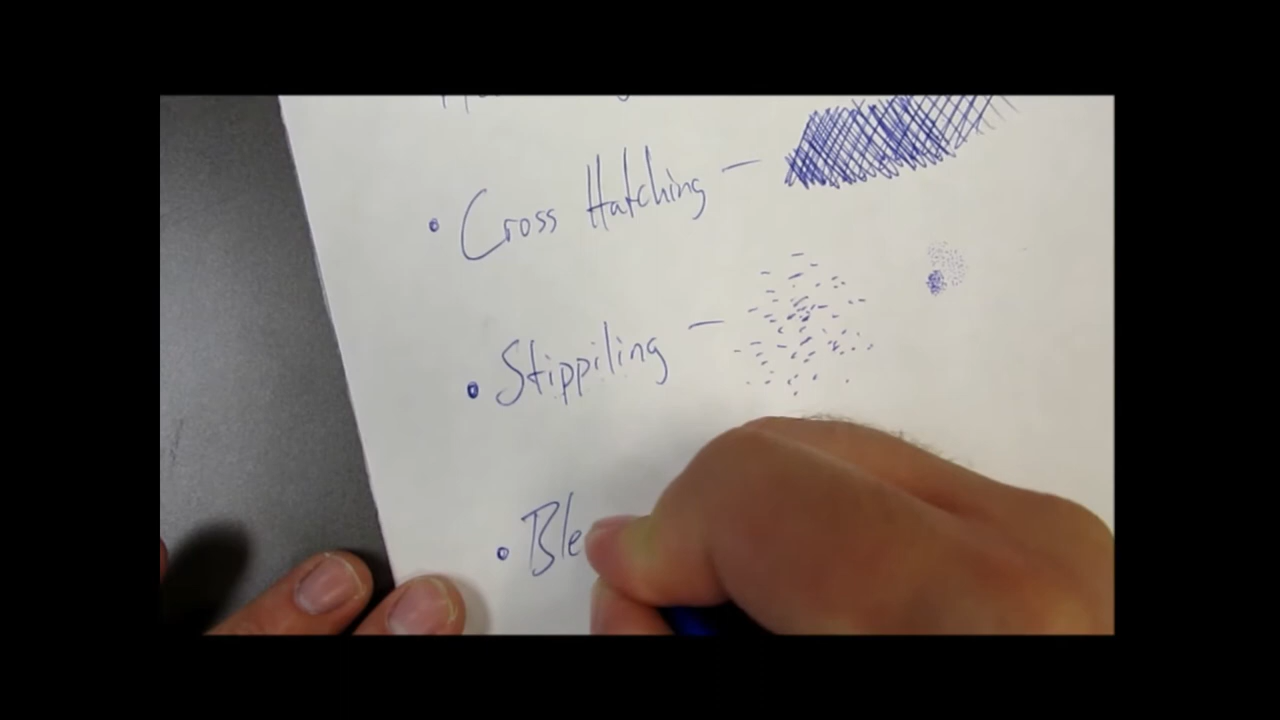 • Cross Hatching —
• Stippiling —
• Ble